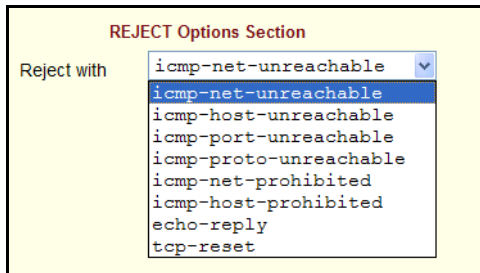 REJECT Options Section
Reject with icmp-net-unreachable
icmp-net-unreachable
icmp-host-unreachable
icmp-port-unreachable
icmp-proto-unreachable
icmp-net-prohibited
icmp-host-prohibited
echo-reply
tcp-reset